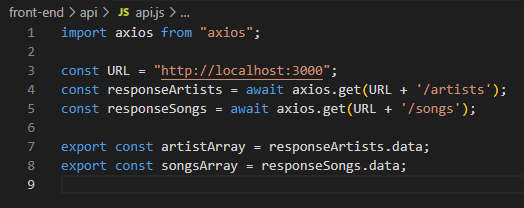 front-end > api > JS api.js > ...
1 import axios from "axios";
2
3 const URL = "http://localhost:3000";
4 const responseArtists = await axios.get(URL + '/artists');
5 const responseSongs = await axios.get(URL + '/songs');
6
7 export const artistArray = responseArtists.data;
8 export const songsArray = responseSongs.data;
9